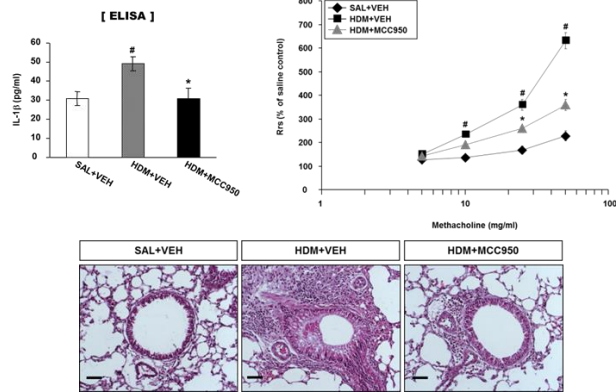 [ ELISA ]
IL-1β (pg/ml)
60
50
40
30
20
10
0
#
*
SAL+VEH
HDM+VEH
HDM+MCC950
SAL+VEH
HDM+VEH
HDM+MCC950
Rrs (% of saline control)
800
700
600
500
400
300
200
100
0
#
#
#
*
*
1
10
100
Methacholine (mg/ml)
SAL+VEH
HDM+VEH
HDM+MCC950